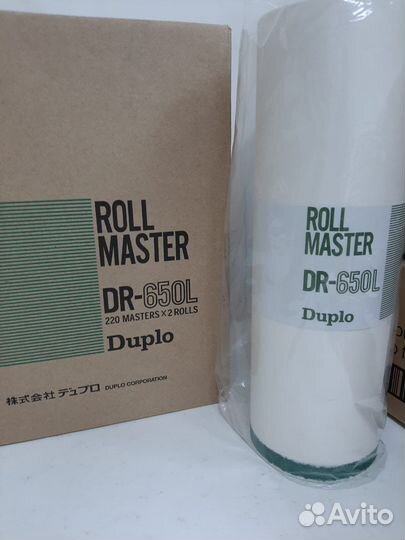 ROLL
MASTER
DR-650L
220 MASTERS X 2 ROLLS
Duplo
株式会社 デュプロ DUPLO CORPORATION
ROLL
MASTER
DR-650L
Duplo
Avito